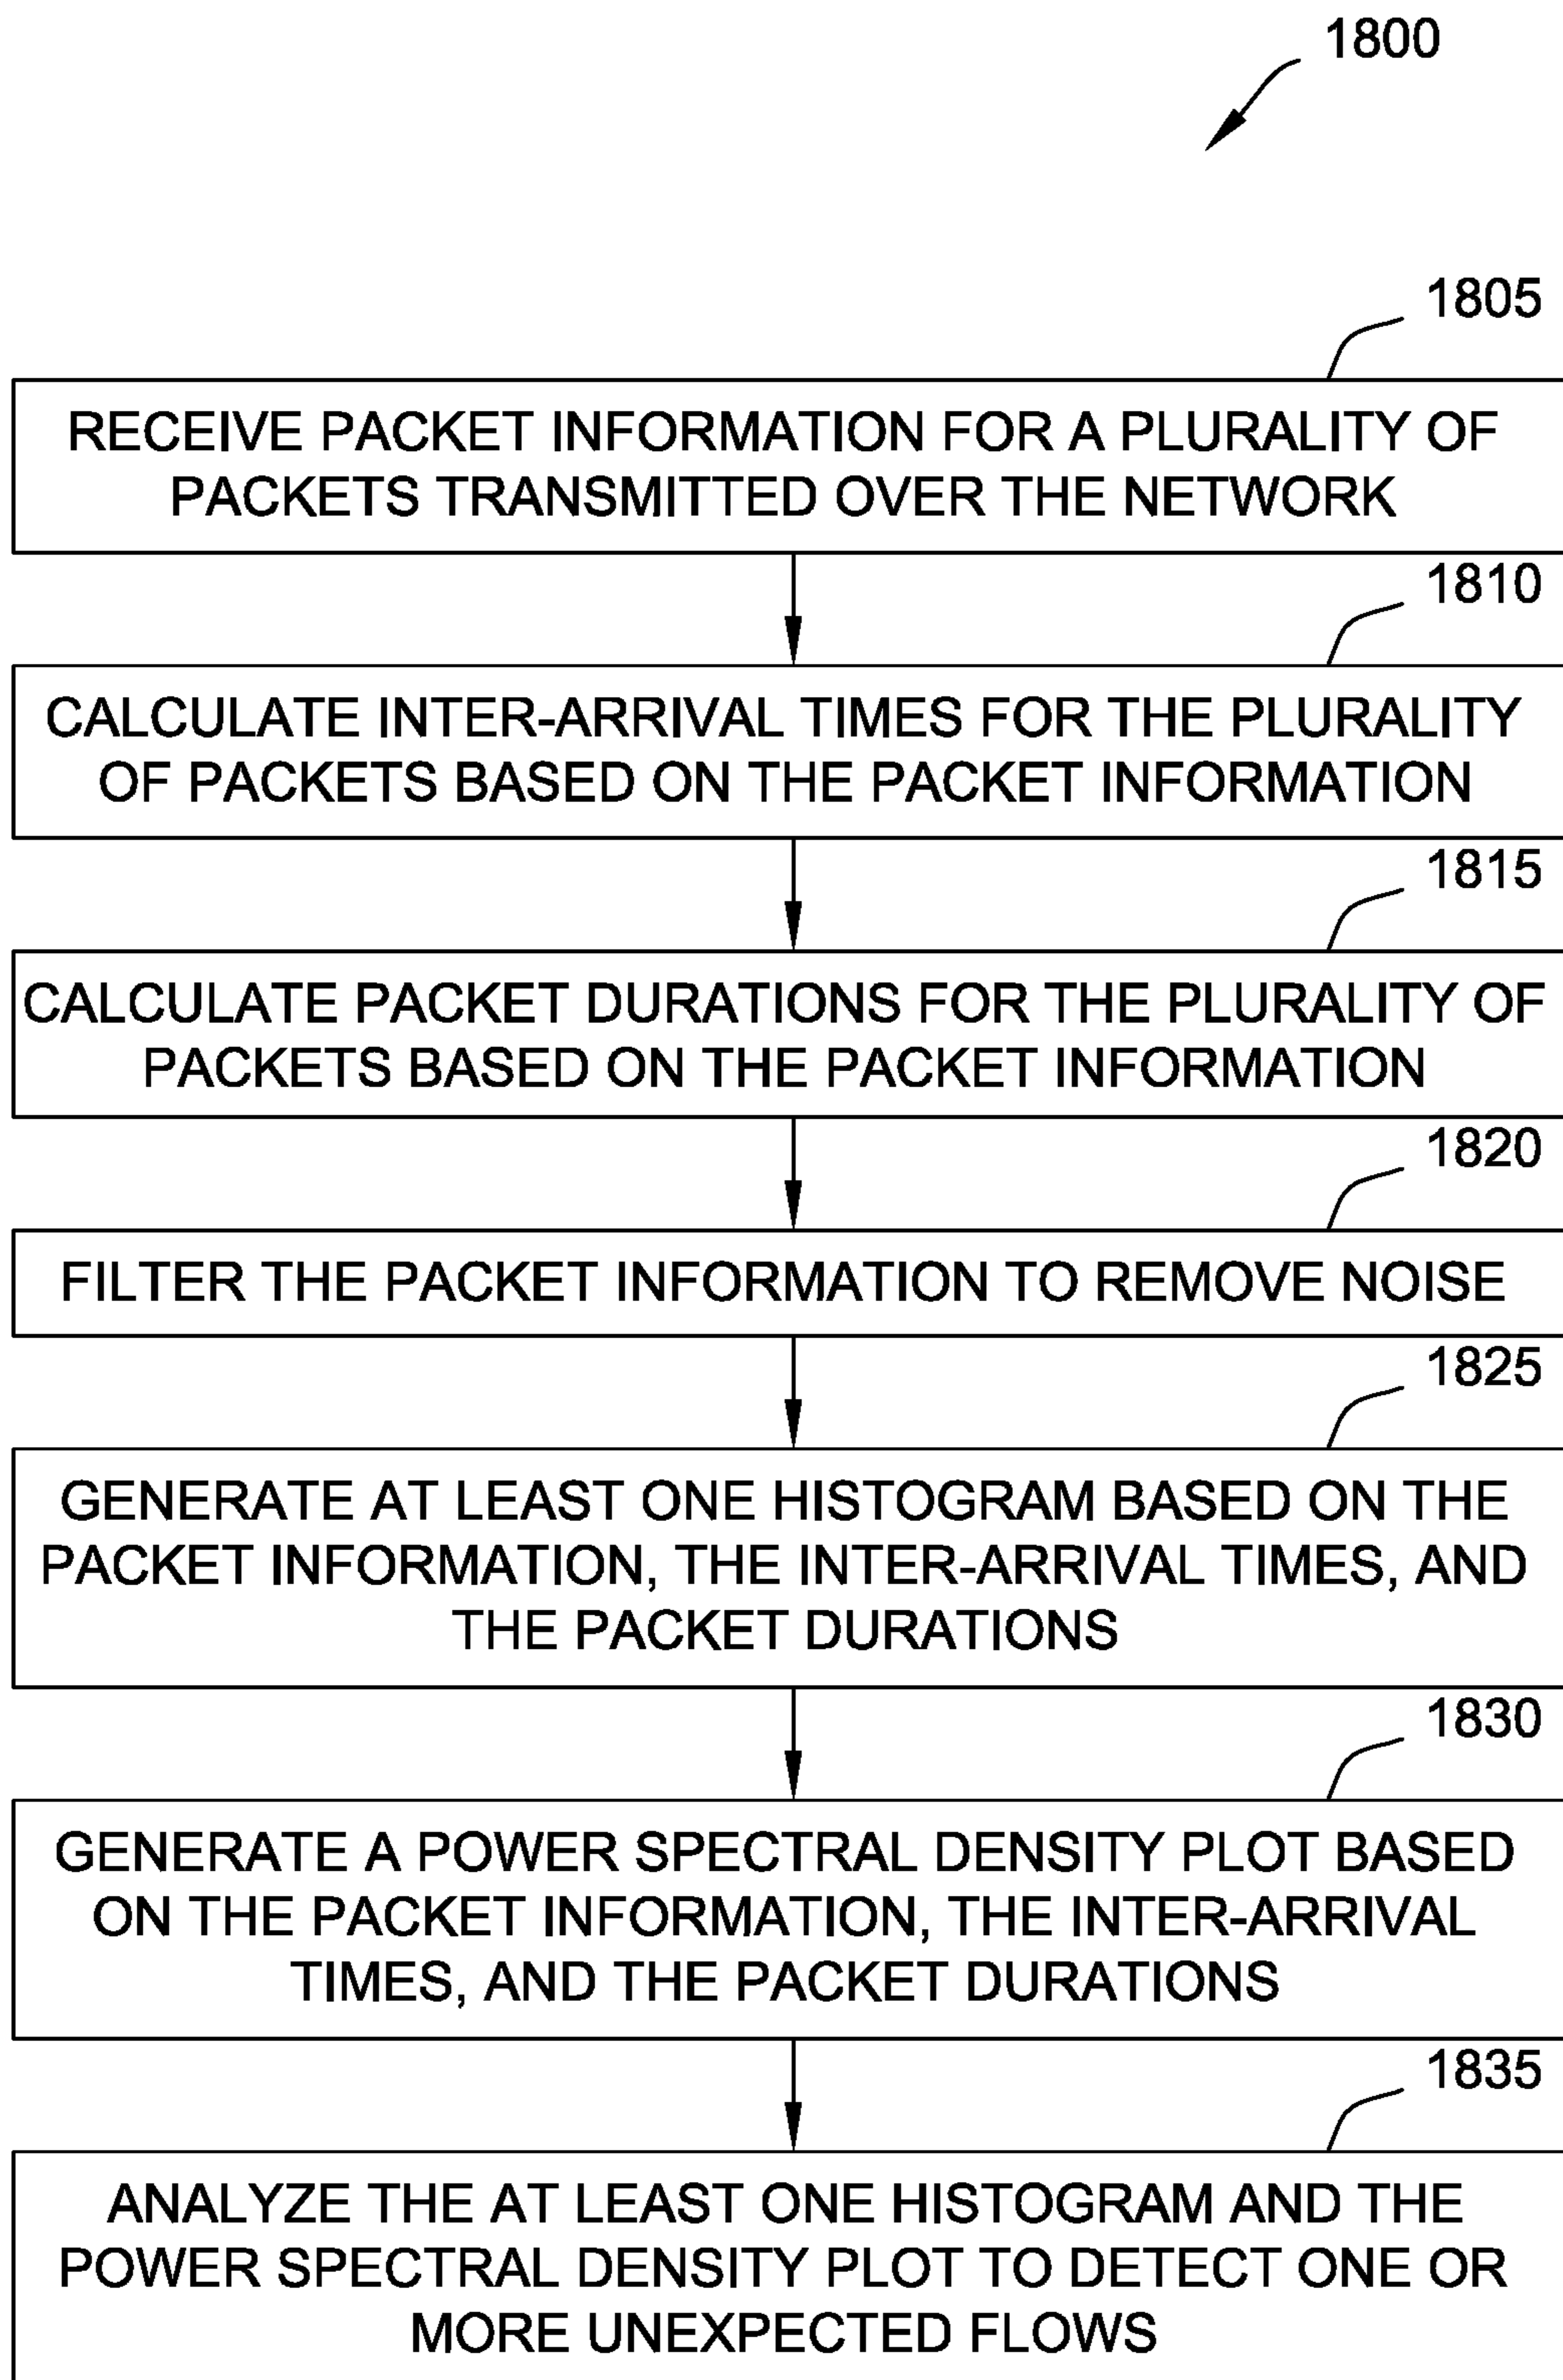 1800
1805
RECEIVE PACKET INFORMATION FOR A PLURALITY OF
PACKETS TRANSMITTED OVER THE NETWORK
1810
CALCULATE INTER-ARRIVAL TIMES FOR THE PLURALITY
OF PACKETS BASED ON THE PACKET INFORMATION
1815
CALCULATE PACKET DURATIONS FOR THE PLURALITY OF
PACKETS BASED ON THE PACKET INFORMATION
1820
FILTER THE PACKET INFORMATION TO REMOVE NOISE
1825
GENERATE AT LEAST ONE HISTOGRAM BASED ON THE
PACKET INFORMATION, THE INTER-ARRIVAL TIMES, AND
THE PACKET DURATIONS
1830
GENERATE A POWER SPECTRAL DENSITY PLOT BASED
ON THE PACKET INFORMATION, THE INTER-ARRIVAL
TIMES, AND THE PACKET DURATIONS
1835
ANALYZE THE AT LEAST ONE HISTOGRAM AND THE
POWER SPECTRAL DENSITY PLOT TO DETECT ONE OR
MORE UNEXPECTED FLOWS